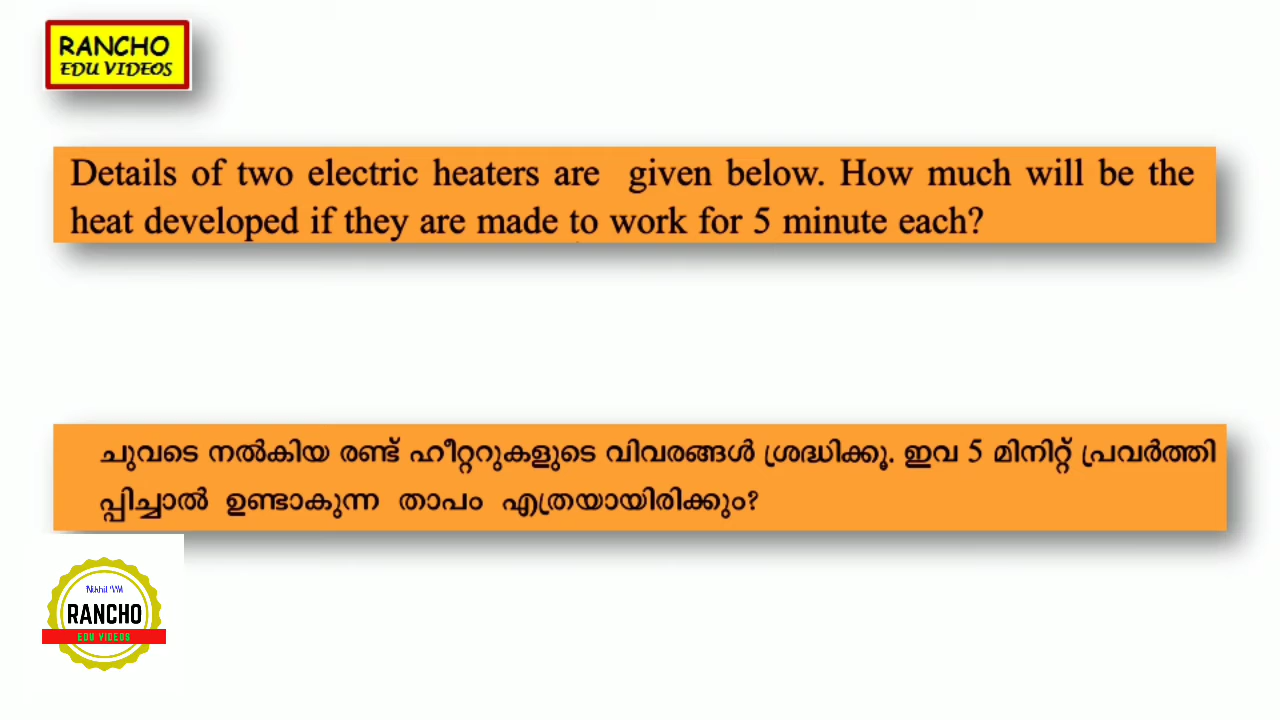 RANCHO
EDU VIDEOS
Details of two electric heaters are given below. How much will be the
heat developed if they are made to work for 5 minute each?
ചുവടെ നൽകിയ രണ്ട് ഹീറ്ററുകളുടെ വിവരങ്ങൾ ശ്രദ്ധിക്കൂ. ഇവ 5 മിനിറ്റ് പ്രവർത്തി
പ്പിച്ചാൽ ഉണ്ടാകുന്ന താപം എത്രയായിരിക്കും?
Nikhil VM
RANCHO
EDU VIDEOS